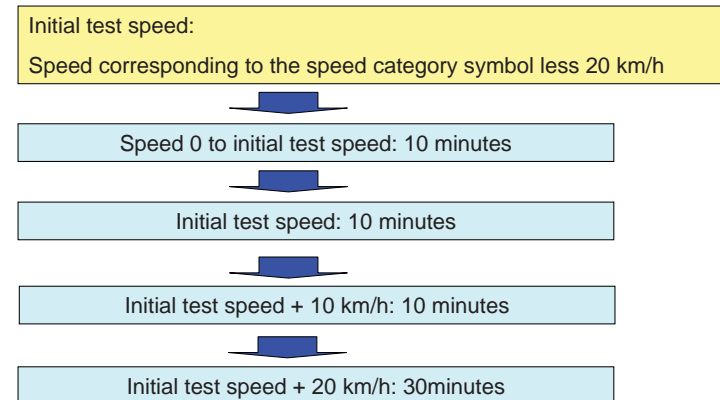 Initial test speed:
Speed corresponding to the speed category symbol less 20 km/h
Speed 0 to initial test speed: 10 minutes
Initial test speed: 10 minutes
Initial test speed + 10 km/h: 10 minutes
Initial test speed + 20 km/h: 30minutes